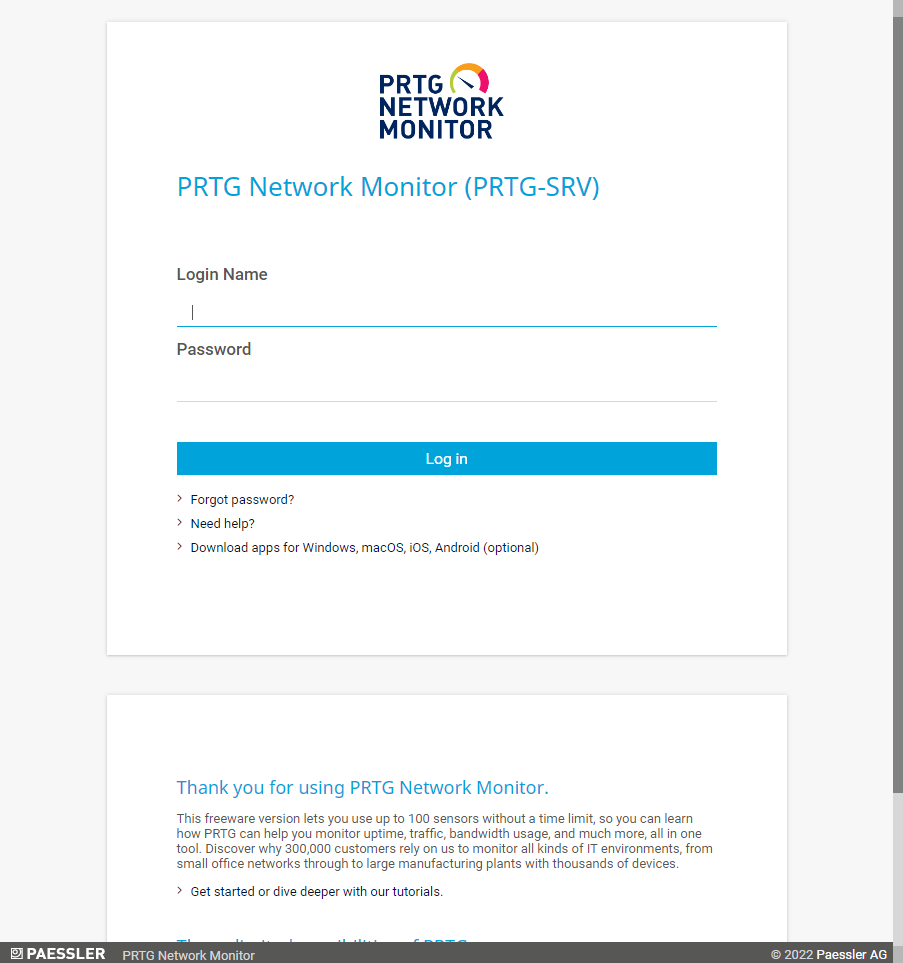 PRTG
NETWORK
MONITOR
PRTG Network Monitor (PRTG-SRV)
Login Name
Password
Log in
Forgot password?
Need help?
Download apps for Windows, macOS, iOS, Android (optional)
Thank you for using PRTG Network Monitor.
This freeware version lets you use up to 100 sensors without a time limit, so you can learn
how PRTG can help you monitor uptime, traffic, bandwidth usage, and much more, all in one
tool. Discover why 300,000 customers rely on us to monitor all kinds of IT environments, from
small office networks through to large manufacturing plants with thousands of devices.
Get started or dive deeper with our tutorials.
PAESSLER PRTG Network Monitor © 2022 Paessler AG